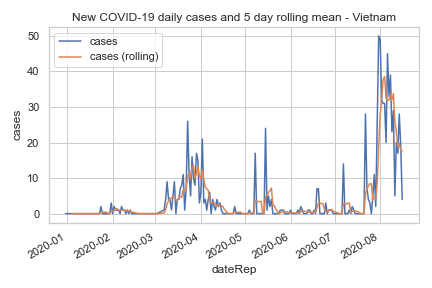 New COVID-19 daily cases and 5 day rolling mean - Vietnam
cases
cases (rolling)
50
40
30
20
10
0
cases
2020-01
2020-02
2020-03
2020-04
2020-05
2020-06
2020-07
2020-08
dateRep